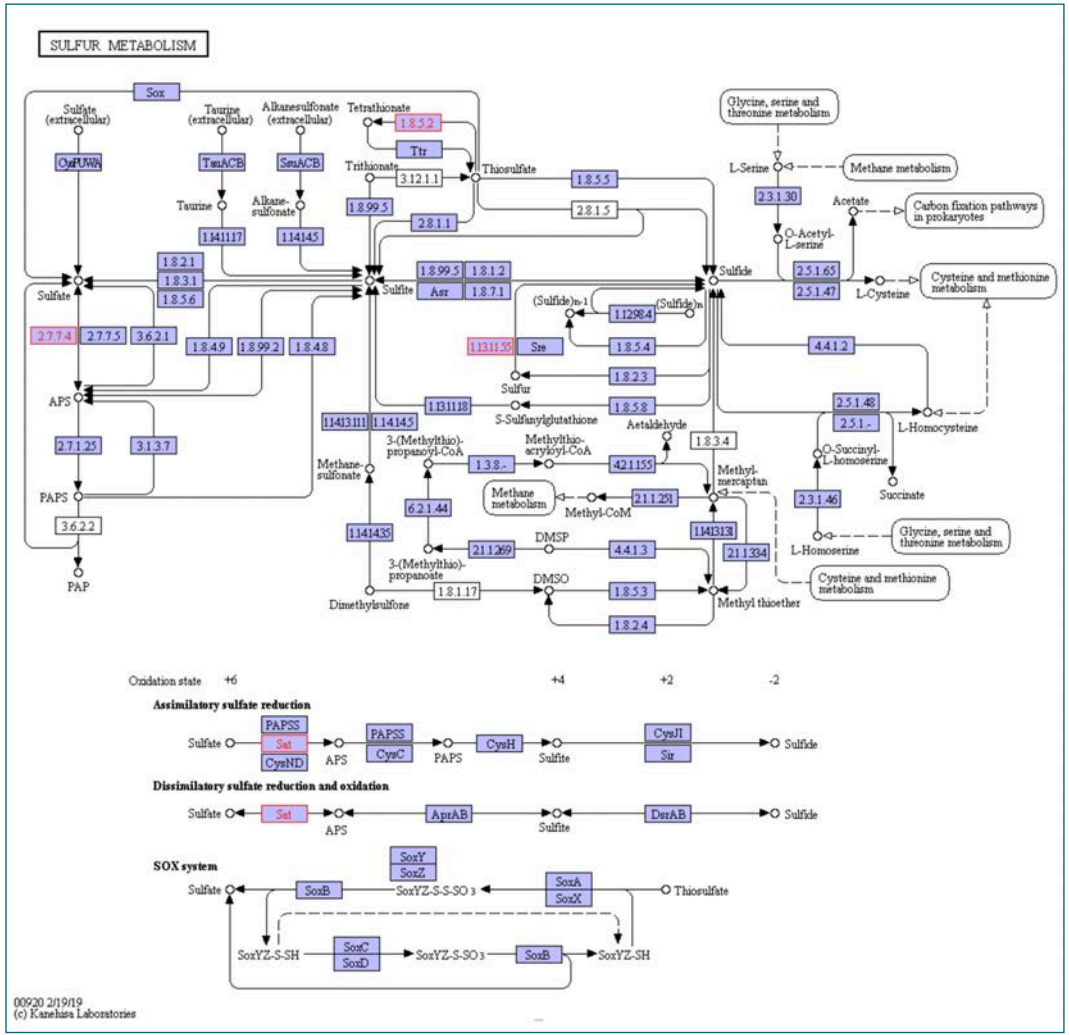 SULFUR METABOLISM
Sox
Sulfate
(extracellular)
Taurine
(extracellular)
Alkanesulfonate
(extracellular)
Tetrathionate
1.8.5.2
Glycine, serine and
threonine metabolism
CysPUWA
TauACB
SsuACB
Ttr
Trithionate
3.12.1.1
Thiosulfate
1.8.5.5
L-Serine
Methane metabolism
Taurine
Alkane-
sulfonate
1.8.99.5
2.8.1.1
2.8.1.5
2.3.1.30
Acetate
Carbon fixation pathways
in prokaryotes
1.14.11.17
1.14.14.5
O-Acetyl-
L-serine
1.8.2.1
1.8.3.1
1.8.5.6
Sulfate
Sulfite
1.8.99.5
1.8.1.2
Asr
1.8.7.1
Sulfide
2.5.1.65
2.5.1.47
L-Cysteine
Cysteine and methionine
metabolism
(Sulfide)n-1
(Sulfide)n
1.12.98.4
2.7.7.4
2.7.7.5
3.6.2.1
1.8.4.9
1.8.99.2
1.8.4.8
1.13.11.55
Sre
1.8.5.4
4.4.1.2
Sulfur
1.8.2.3
APS
1.13.11.18
S-Sulfanylglutathione
1.8.5.8
2.5.1.48
2.5.1.-
L-Homocysteine
1.14.13.111
1.14.14.5
Aetaldehyde
2.7.1.25
3.1.3.7
3-(Methylthio)-
propanoyl-CoA
Methylthio-
acryloyl-CoA
1.8.3.4
O-Succinyl-
L-homoserine
Methane-
sulfonate
1.3.8.-
4.2.1.155
Methyl-
mercaptan
Succinate
PAPS
Methane
metabolism
Methyl-CoM
2.1.1.251
2.3.1.46
3.6.2.2
6.2.1.44
1.14.14.35
1.14.13.131
2.1.1.334
L-Homoserine
Glycine, serine and
threonine metabolism
2.1.1.269
DMSP
4.4.1.3
3-(Methylthio)-
propanoate
PAP
Cysteine and methionine
metabolism
Dimethylsulfone
1.8.1.17
DMSO
1.8.5.3
Methyl thioether
1.8.2.4
Oxidation state +6 +4 +2 -2
Assimilatory sulfate reduction
PAPSS
Sulfate
Sat
CysND
APS
PAPSS
CysC
PAPS
CysH
Sulfite
CysJI
Sir
Sulfide
Dissimilatory sulfate reduction and oxidation
Sulfate
Sat
APS
AprAB
Sulfite
DsrAB
Sulfide
SOX system
SoxY
SoxZ
Sulfate
SoxB
SoxYZ-S-S-SO3
SoxA
SoxX
Thiosulfate
SoxYZ-S-SH
SoxC
SoxD
SoxYZ-S-SO3
SoxB
SoxYZ-SH
00920 2/19/19
(c) Kanehisa Laboratories